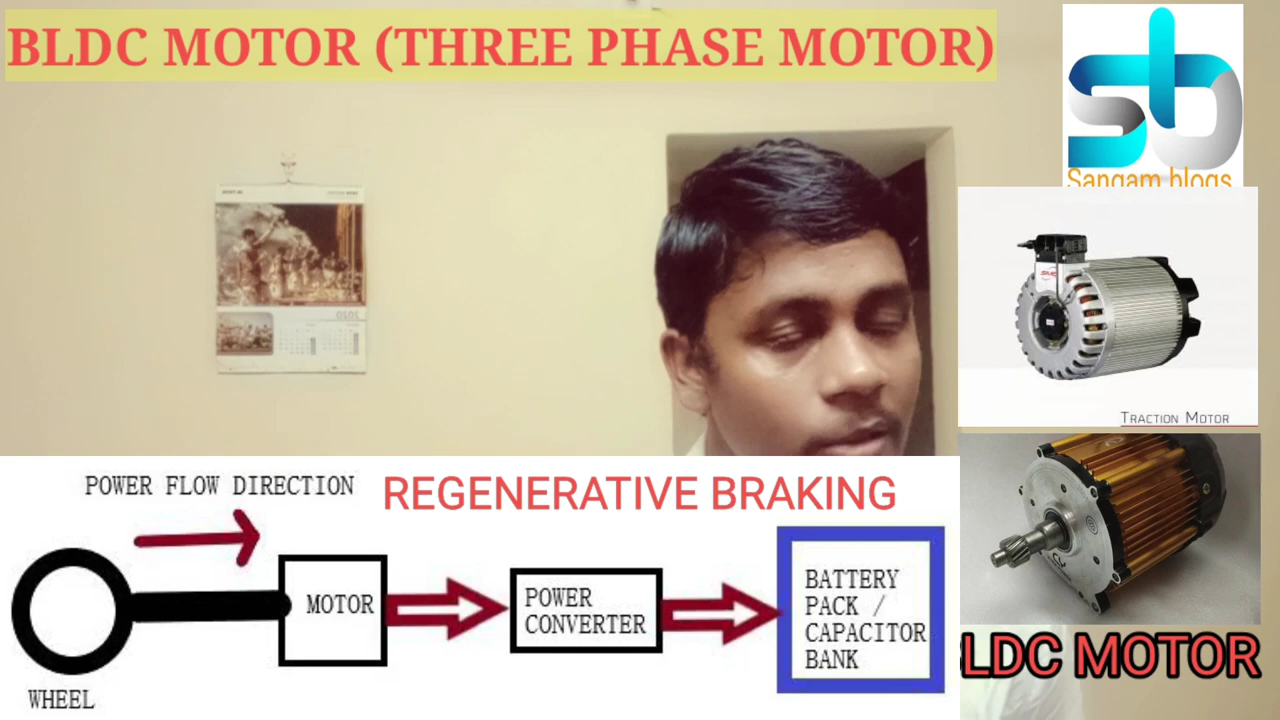 BLDC MOTOR (THREE PHASE MOTOR)
Sangam blogs
TRACTION MOTOR
POWER FLOW DIRECTION
REGENERATIVE BRAKING
MOTOR
POWER
CONVERTER
BATTERY
PACK /
CAPACITOR
BANK
WHEEL
LDC MOTOR
2020